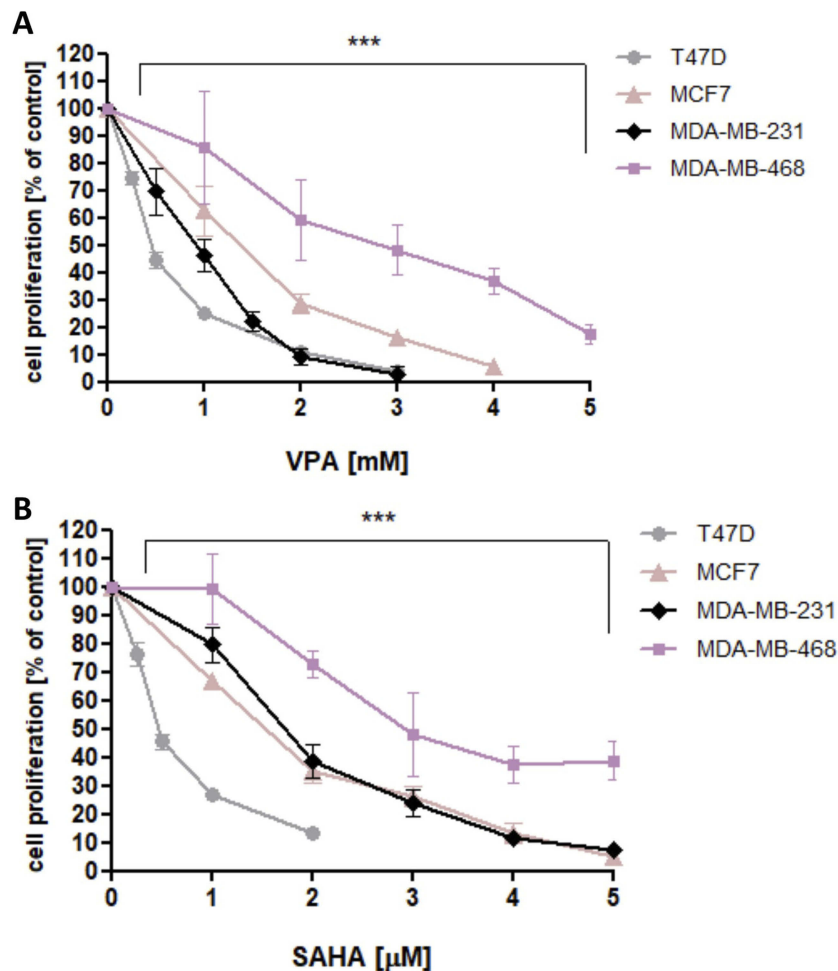 A
***
T47D
MCF7
MDA-MB-231
MDA-MB-468
cell proliferation [% of control]
120
110
100
90
80
70
60
50
40
30
20
10
0
0 1 2 3 4 5
VPA [mM]
B
***
T47D
MCF7
MDA-MB-231
MDA-MB-468
cell proliferation [% of control]
120
110
100
90
80
70
60
50
40
30
20
10
0
0 1 2 3 4 5
SAHA [μM]